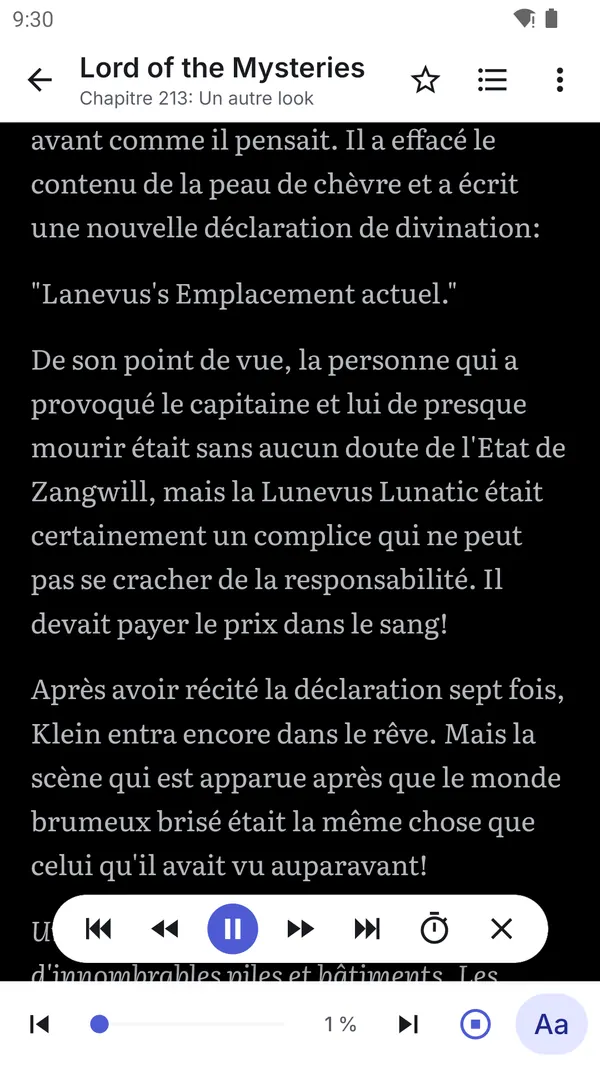 9:30
Lord of the Mysteries
Chapitre 213: Un autre look
avant comme il pensait. Il a effacé le
contenu de la peau de chèvre et a écrit
une nouvelle déclaration de divination:
"Lanevus's Emplacement actuel."
De son point de vue, la personne qui a
provoqué le capitaine et lui de presque
mourir était sans aucun doute de l'Etat de
Zangwill, mais la Lunevus Lunatic était
certainement un complice qui ne peut
pas se cracher de la responsabilité. Il
devait payer le prix dans le sang!
Après avoir récité la déclaration sept fois,
Klein entra encore dans le rêve. Mais la
scène qui est apparue après que le monde
brumeux brisé était la même chose que
celui qu'il avait vu auparavant!
d'innombrables piles et bâtiments. Les
1 %
Aa